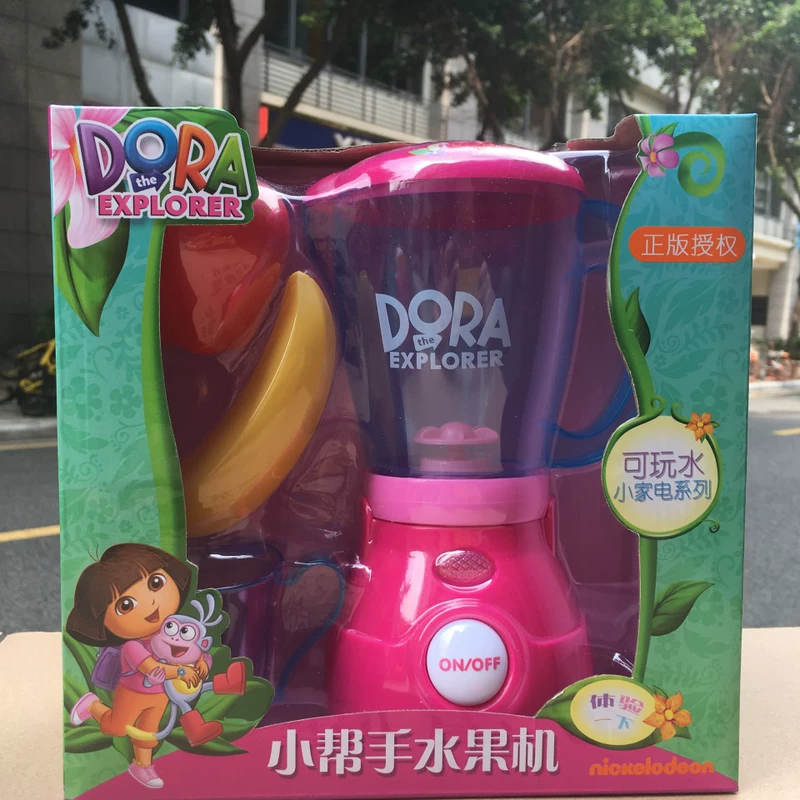 DORA
the
EXPLORER
正版授权
DORA
the
EXPLORER
可玩水
小家电系列
ON/OFF
体验
一下
小帮手水果机
nickelodeon